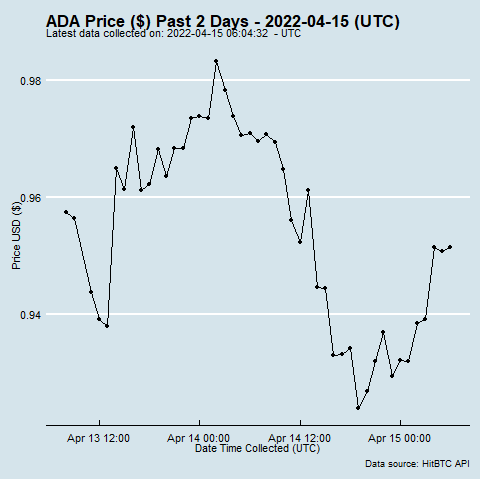 ADA Price ($) Past 2 Days - 2022-04-15 (UTC)
Latest data collected on: 2022-04-15 06:04:32 - UTC
0.98
0.96
0.94
Price USD ($)
Apr 13 12:00
Apr 14 00:00
Apr 14 12:00
Apr 15 00:00
Date Time Collected (UTC)
Data source: HitBTC API